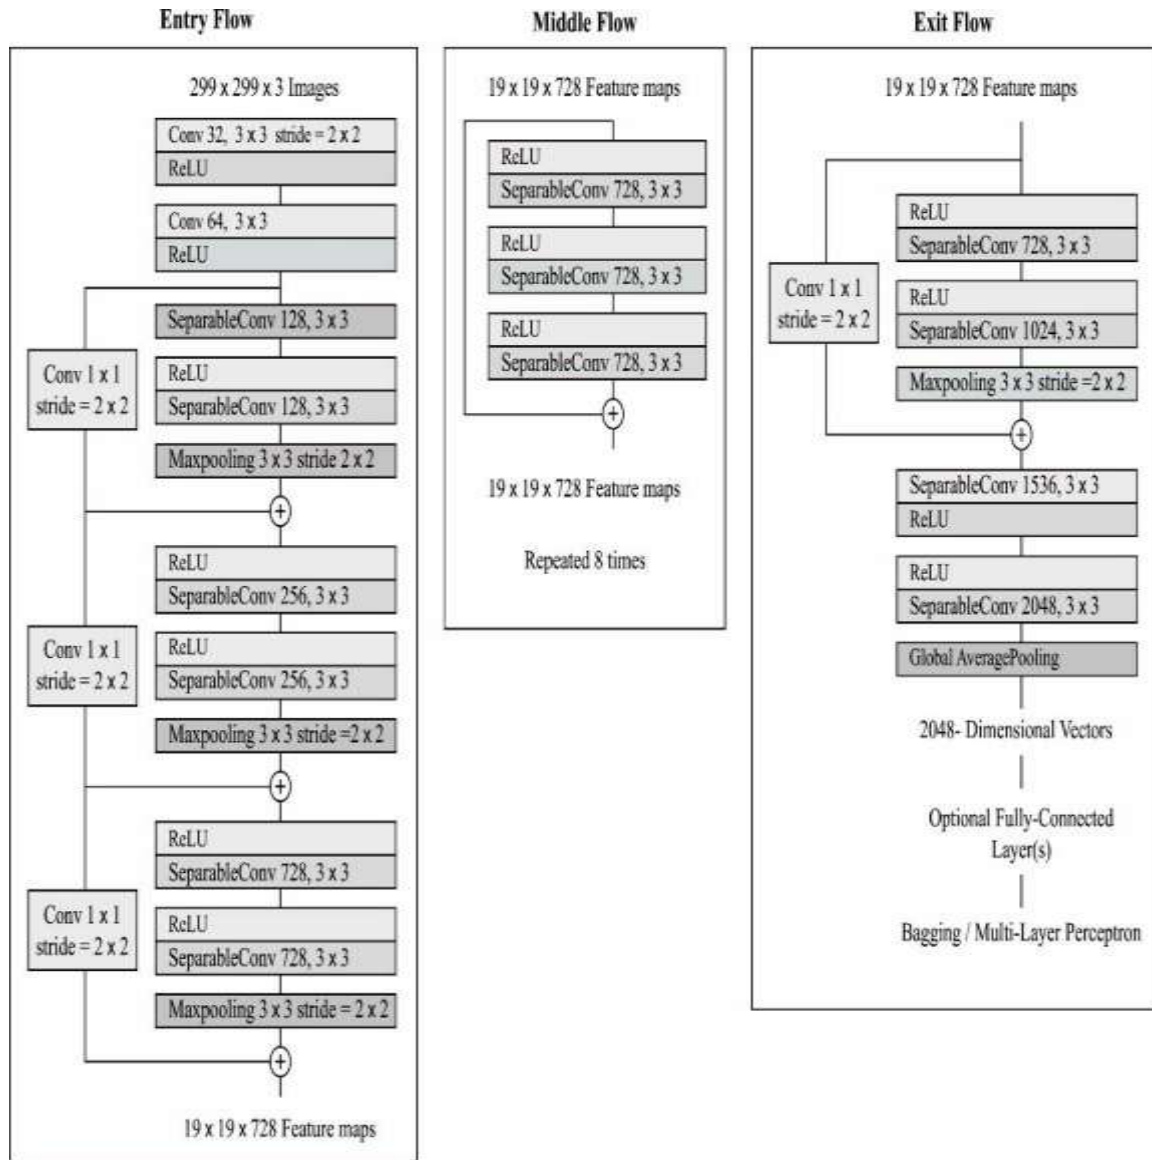 Entry Flow
299 x 299 x 3 Images
Conv 32, 3 x 3 stride = 2 x 2
ReLU
Conv 64, 3 x 3
ReLU
SeparableConv 128, 3 x 3
Conv 1 x 1
stride = 2 x 2
ReLU
SeparableConv 128, 3 x 3
Maxpooling 3 x 3 stride 2 x 2
+
ReLU
SeparableConv 256, 3 x 3
Conv 1 x 1
stride = 2 x 2
ReLU
SeparableConv 256, 3 x 3
Maxpooling 3 x 3 stride =2 x 2
+
ReLU
SeparableConv 728, 3 x 3
Conv 1 x 1
stride = 2 x 2
ReLU
SeparableConv 728, 3 x 3
Maxpooling 3 x 3 stride = 2 x 2
+
19 x 19 x 728 Feature maps
Middle Flow
19 x 19 x 728 Feature maps
ReLU
SeparableConv 728, 3 x 3
ReLU
SeparableConv 728, 3 x 3
ReLU
SeparableConv 728, 3 x 3
+
19 x 19 x 728 Feature maps
Repeated 8 times
Exit Flow
19 x 19 x 728 Feature maps
ReLU
SeparableConv 728, 3 x 3
Conv 1 x 1
stride = 2 x 2
ReLU
SeparableConv 1024, 3 x 3
Maxpooling 3 x 3 stride =2 x 2
+
SeparableConv 1536, 3 x 3
ReLU
ReLU
SeparableConv 2048, 3 x 3
Global AveragePooling
2048- Dimensional Vectors
Optional Fully-Connected
Layer(s)
Bagging / Multi-Layer Perceptron